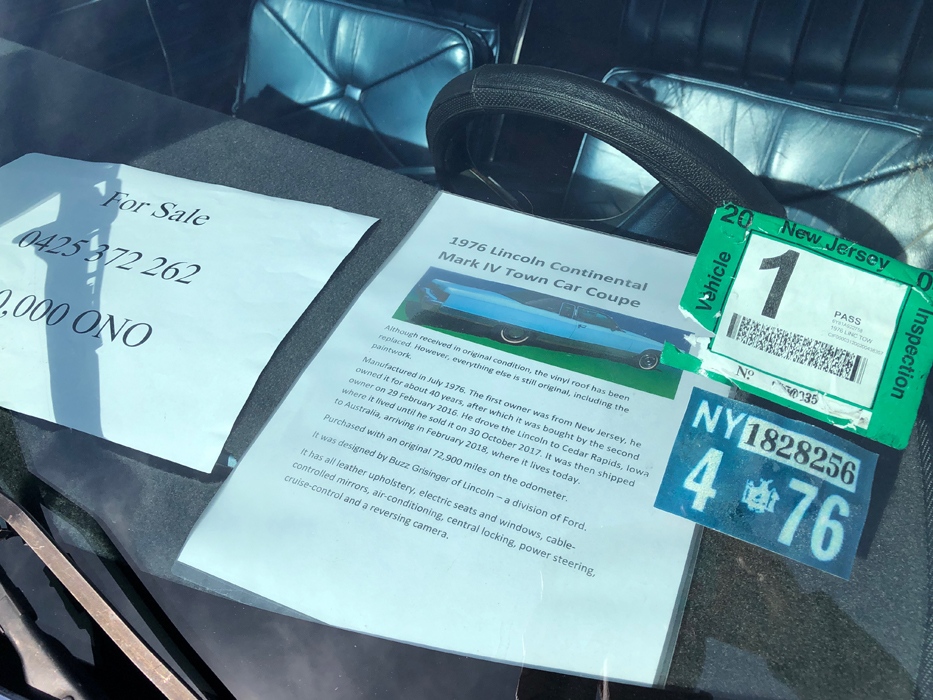 For Sale
0425 372 262
0,000 ONO
1976 Lincoln Continental
Mark IV Town Car Coupe
Although received in original condition, the vinyl roof has been
replaced. However, everything else is still original, including the
paintwork.
Manufactured in July 1976. The first owner was from New Jersey, he
owned it for about 40 years, after which it was bought by the second
owner on 29 February 2016. He drove the Lincoln to Cedar Rapids, Iowa
where it lived until he sold it on 30 October 2017. It was then shipped
to Australia, arriving in February 2018, where it lives today.
Purchased with an original 72,900 miles on the odometer.
It was designed by Buzz Grisinger of Lincoln – a division of Ford.
It has all leather upholstery, electric seats and windows, cable-
controlled mirrors, air-conditioning, central locking, power steering,
cruise-control and a reversing camera.
20 New Jersey 0
Vehicle
Inspection
1
PASS
Nº
NY 1828256
4 76